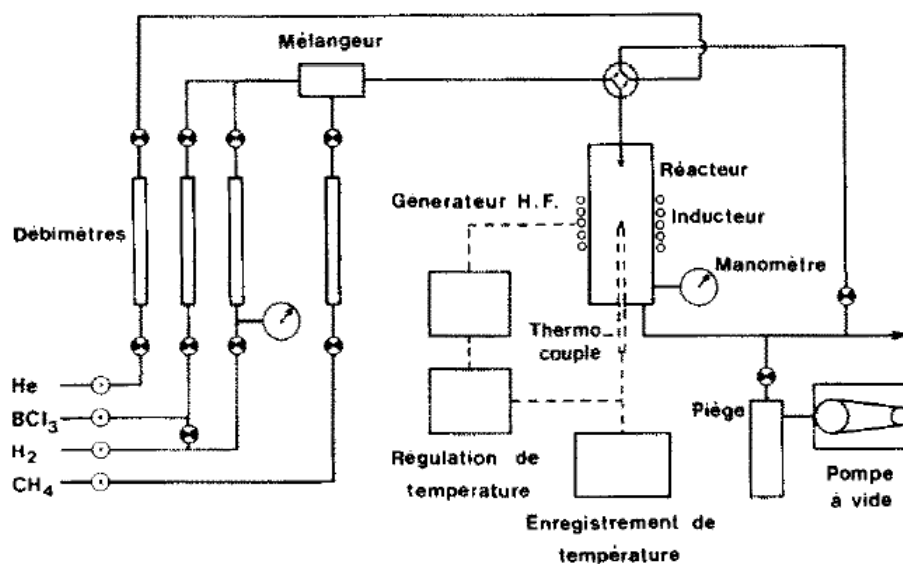 Mélangeur
Réacteur
Générateur H.F.
Inducteur
Débimètres
Manomètre
Thermo
couple
He
BCl3
H2
CH4
Piège
Régulation de
température
Pompe
à vide
Enregistrement de
température